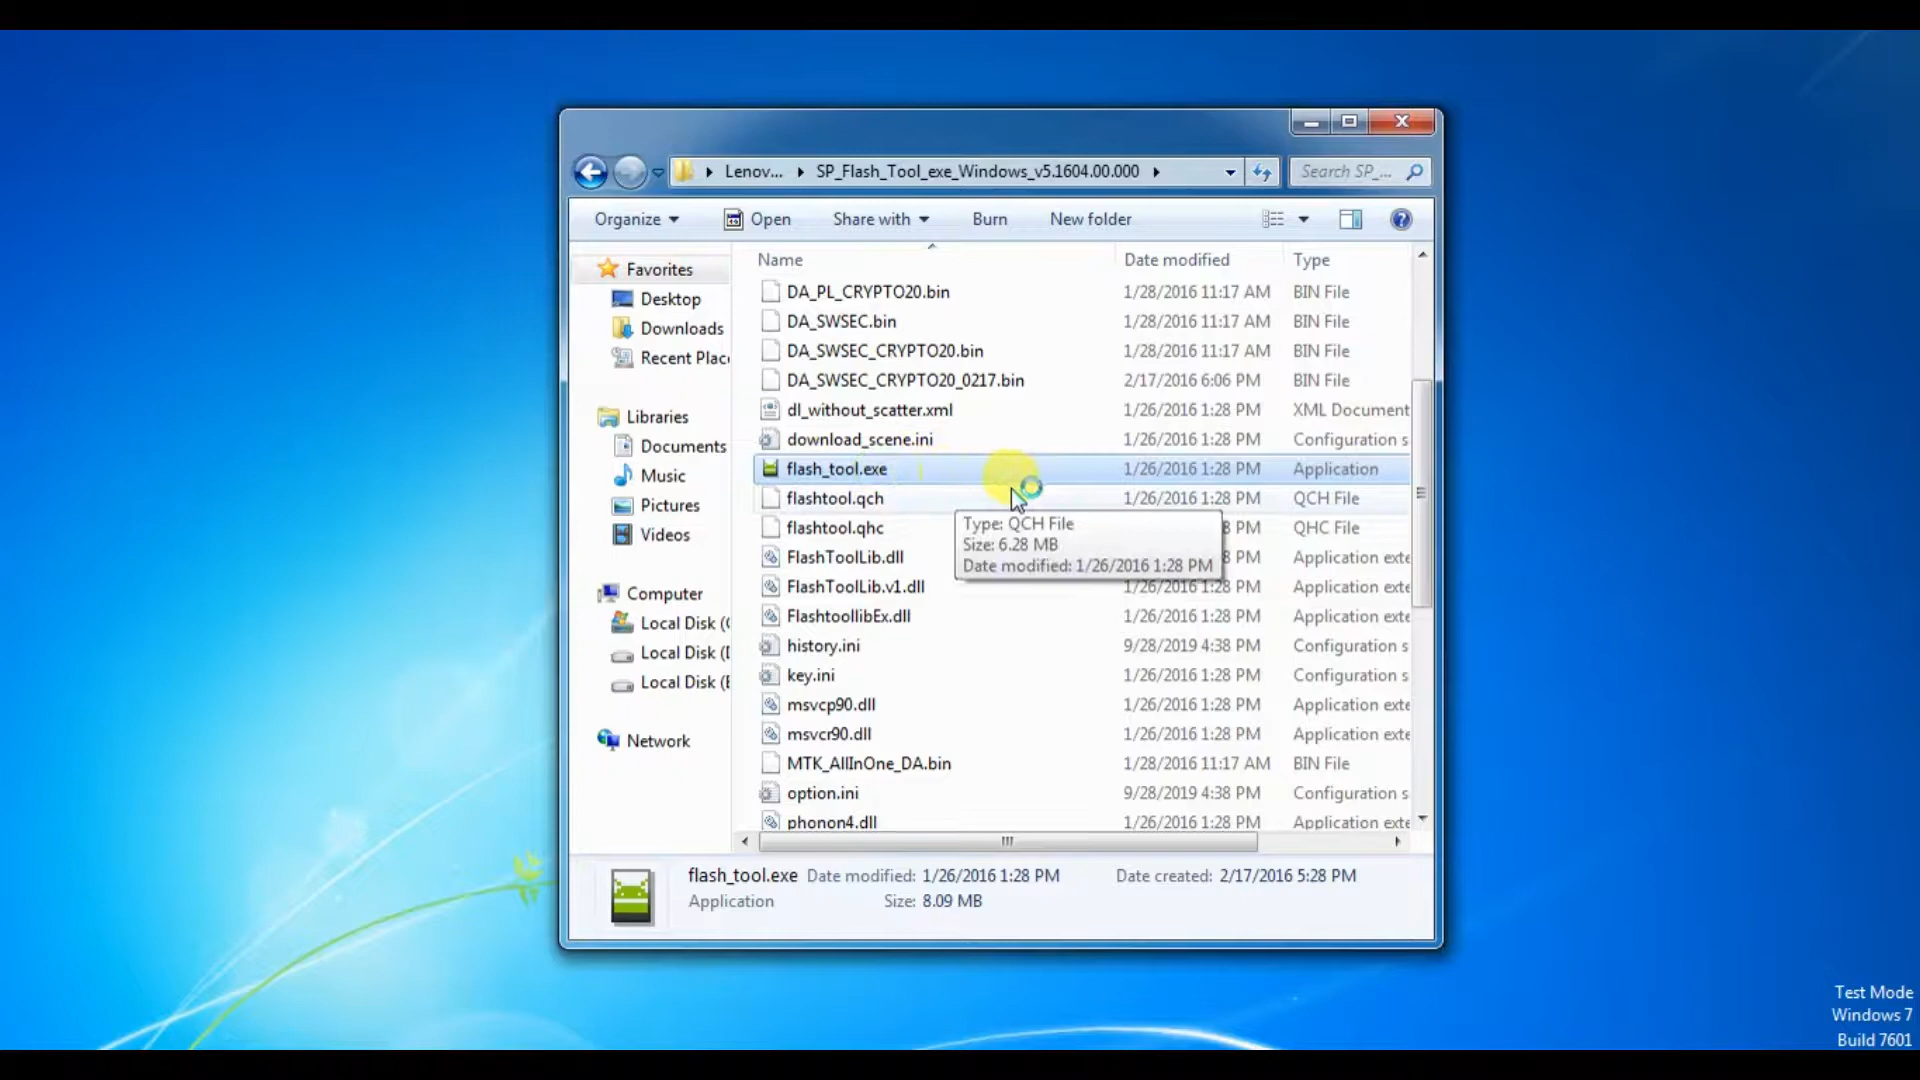 Lenov... SP_Flash_Tool_exe_Windows_v5.1604.00.000 Search SP_...
Organize Open Share with Burn New folder
Name Date modified Type
Favorites
Desktop
Downloads
Recent Plac
Libraries
Documents
Music
Pictures
Videos
Computer
Local Disk (
Local Disk (
Local Disk (
Network
DA_PL_CRYPTO20.bin 1/28/2016 11:17 AM BIN File
DA_SWSEC.bin 1/28/2016 11:17 AM BIN File
DA_SWSEC_CRYPTO20.bin 1/28/2016 11:17 AM BIN File
DA_SWSEC_CRYPTO20_0217.bin 2/17/2016 6:06 PM BIN File
dl_without_scatter.xml 1/26/2016 1:28 PM XML Document
download_scene.ini 1/26/2016 1:28 PM Configuration s
flash_tool.exe 1/26/2016 1:28 PM Application
flashtool.qch 1/26/2016 1:28 PM QCH File
flashtool.qhc 8 PM QHC File
FlashToolLib.dll 8 PM Application exte
FlashToolLib.v1.dll 1/26/2016 1:28 PM Application exte
FlashtoollibEx.dll 1/26/2016 1:28 PM Application exte
history.ini 9/28/2019 4:38 PM Configuration s
key.ini 1/26/2016 1:28 PM Configuration s
msvcp90.dll 1/26/2016 1:28 PM Application exte
msvcr90.dll 1/26/2016 1:28 PM Application exte
MTK_AllInOne_DA.bin 1/28/2016 11:17 AM BIN File
option.ini 9/28/2019 4:38 PM Configuration s
phonon4.dll 1/26/2016 1:28 PM Application exte
Type: QCH File
Size: 6.28 MB
Date modified: 1/26/2016 1:28 PM
flash_tool.exe Date modified: 1/26/2016 1:28 PM Date created: 2/17/2016 5:28 PM
Application Size: 8.09 MB
Test Mode
Windows 7
Build 7601